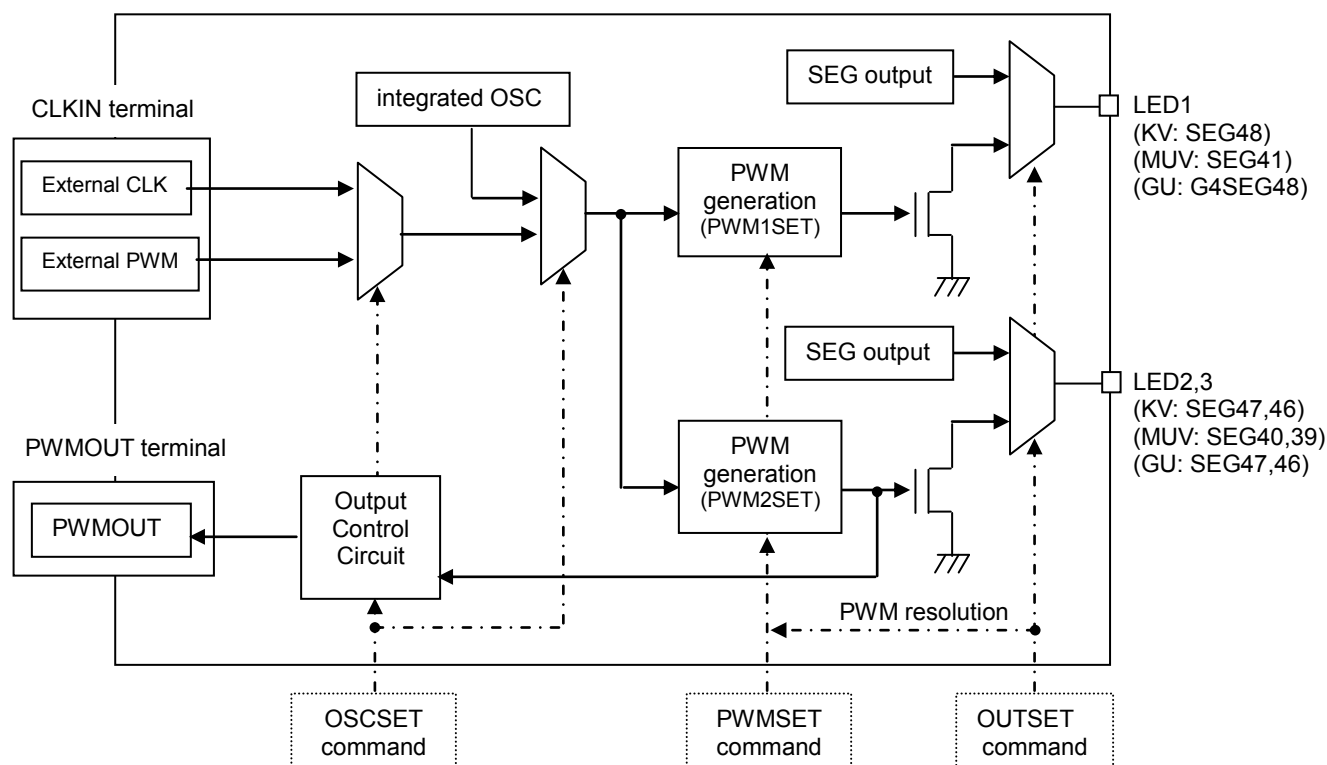 SEG output
integrated OSC
CLKIN terminal
External CLK
External PWM
PWM
generation
(PWM1SET)
LED1
(KV: SEG48)
(MUV: SEG41)
(GU: G4SEG48)
SEG output
LED2,3
(KV: SEG47,46)
(MUV: SEG40,39)
(GU: SEG47,46)
PWMOUT terminal
PWMOUT
Output
Control
Circuit
PWM
generation
(PWM2SET)
PWM resolution
OSCSET
command
PWMSET
command
OUTSET
command